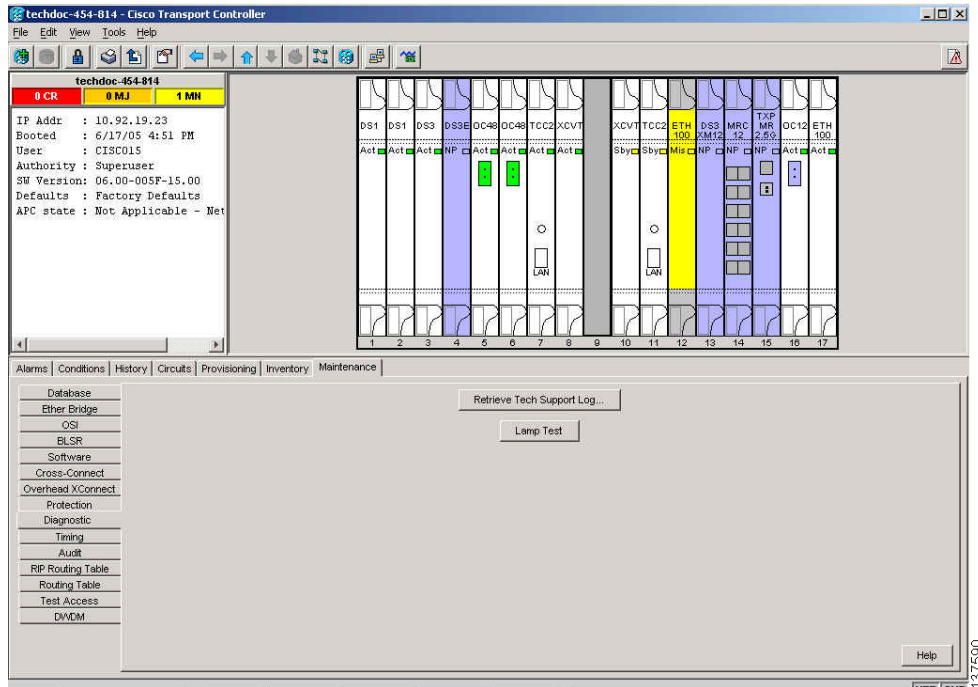 techdoc-454-814 - Cisco Transport Controller
File Edit View Tools Help
techdoc-454-814
0 CR 0 MJ 1 MN
IP Addr : 10.92.19.23
Booted : 6/17/05 4:51 PM
User : CISCO15
Authority : Superuser
SW Version: 06.00-005F-15.00
Defaults : Factory Defaults
APC state : Not Applicable - Net
DS1 DS1 DS3 DS3E OC48 OC48 TCC2 XCVT XCVT TCC2 ETH 100 DS3 XM12 MRC 12 TXP MR 2.5G OC12 ETH 100
Act Act Act NP Act Act Act Act Sby Sby Mis NP NP NP Act Act
LAN LAN
1 2 3 4 5 6 7 8 9 10 11 12 13 14 15 16 17
Alarms Conditions History Circuits Provisioning Inventory Maintenance
Database
Ether Bridge
OSI
BLSR
Software
Cross-Connect
Overhead XConnect
Protection
Diagnostic
Timing
Audit
RIP Routing Table
Routing Table
Test Access
DWDM
Retrieve Tech Support Log...
Lamp Test
Help
137590